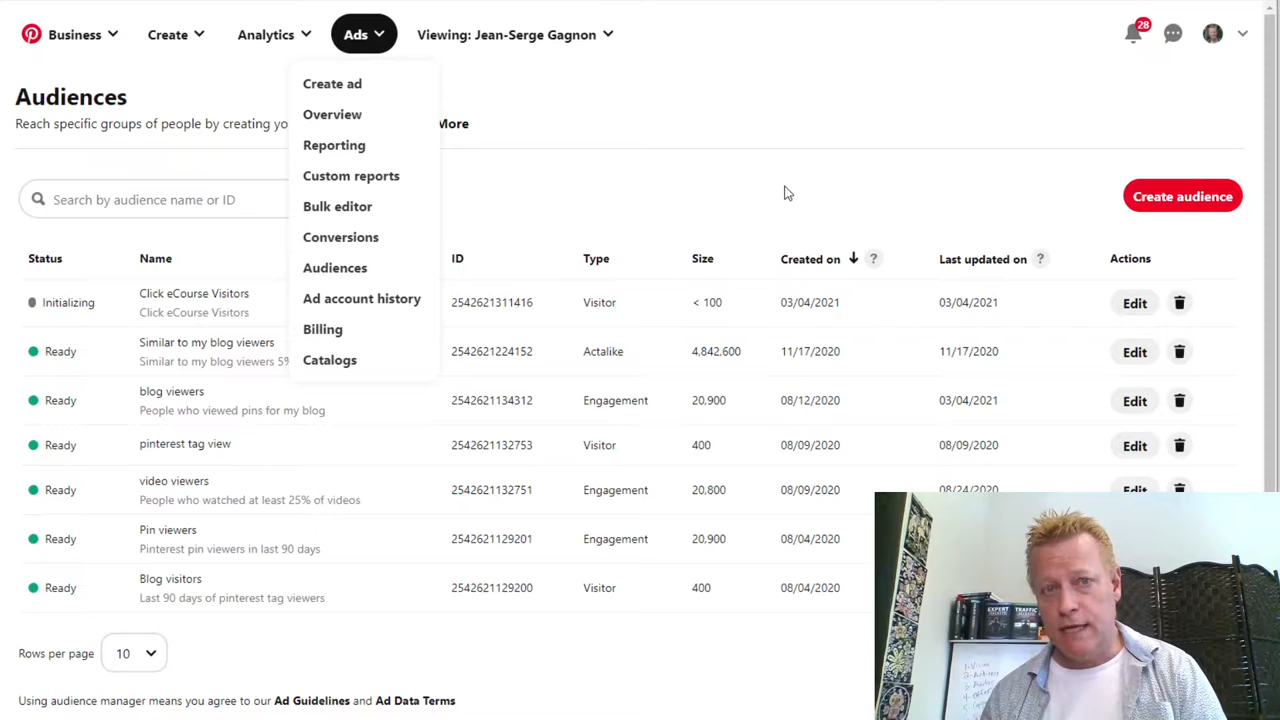 Business
Create
Analytics
Ads
Viewing: Jean-Serge Gagnon
28
Create ad
Overview
Reporting
Custom reports
Bulk editor
Conversions
Audiences
Ad account history
Billing
Catalogs
Audiences
Reach specific groups of people by creating yo
More
Search by audience name or ID
Create audience
Status Name ID Type Size Created on ? Last updated on ? Actions
Initializing Click eCourse Visitors 2542621311416 Visitor < 100 03/04/2021 03/04/2021 Edit
Click eCourse Visitors
Ready Similar to my blog viewers 2542621224152 Actalike 4,842,600 11/17/2020 11/17/2020 Edit
Similar to my blog viewers 5%
Ready blog viewers 2542621134312 Engagement 20,900 08/12/2020 03/04/2021 Edit
People who viewed pins for my blog
Ready pinterest tag view 2542621132753 Visitor 400 08/09/2020 08/09/2020 Edit
Ready video viewers 2542621132751 Engagement 20,800 08/09/2020 08/24/2020 Edit
People who watched at least 25% of videos
Ready Pin viewers 2542621129201 Engagement 20,900 08/04/2020
Pinterest pin viewers in last 90 days
Ready Blog visitors 2542621129200 Visitor 400 08/04/2020
Last 90 days of pinterest tag viewers
Rows per page 10
Using audience manager means you agree to our Ad Guidelines and Ad Data Terms
EXPERT
TRAFFIC